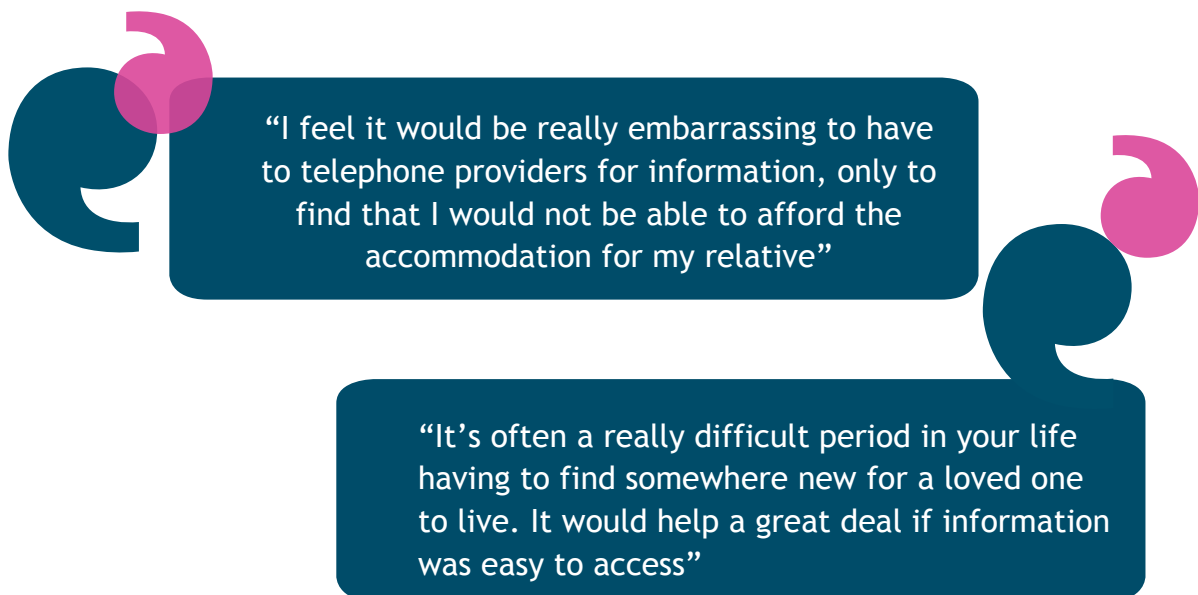 “I feel it would be really embarrassing to have
to telephone providers for information, only to
find that I would not be able to afford the
accommodation for my relative”
“It’s often a really difficult period in your life
having to find somewhere new for a loved one
to live. It would help a great deal if information
was easy to access”